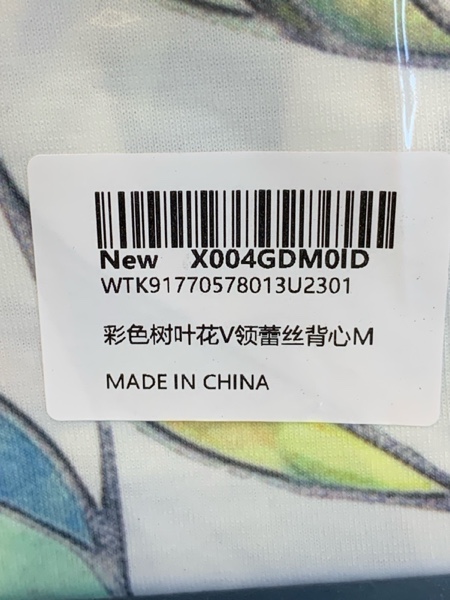 New X004GDM0ID
WTK91770578013U2301
彩色树叶花V领蕾丝背心M
MADE IN CHINA